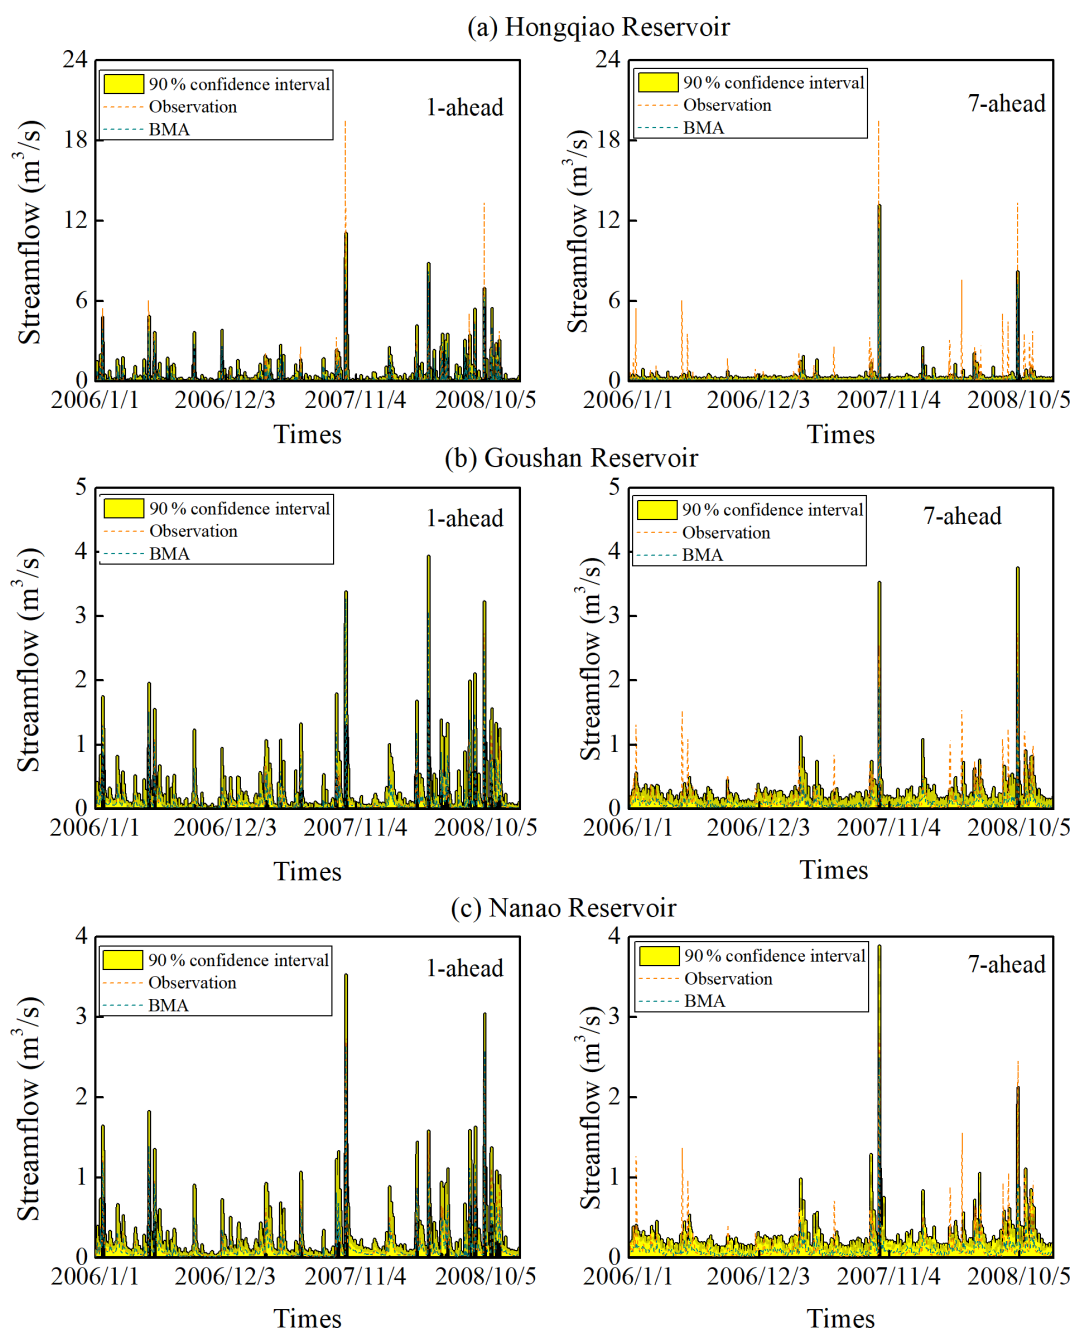 (a) Hongqiao Reservoir
24
18
12
6
0
Streamflow (m³/s)
90% confidence interval
Observation
BMA
1-ahead
2006/1/1 2006/12/3 2007/11/4 2008/10/5
Times
24
18
12
6
0
Streamflow (m³/s)
90% confidence interval
Observation
BMA
7-ahead
2006/1/1 2006/12/3 2007/11/4 2008/10/5
Times
(b) Goushan Reservoir
5
4
3
2
1
0
Streamflow (m³/s)
90% confidence interval
Observation
BMA
1-ahead
2006/1/1 2006/12/3 2007/11/4 2008/10/5
Times
5
4
3
2
1
0
Streamflow (m³/s)
90% confidence interval
Observation
BMA
7-ahead
2006/1/1 2006/12/3 2007/11/4 2008/10/5
Times
(c) Nanao Reservoir
4
3
2
1
0
Streamflow (m³/s)
90% confidence interval
Observation
BMA
1-ahead
2006/1/1 2006/12/3 2007/11/4 2008/10/5
Times
4
3
2
1
0
Streamflow (m³/s)
90% confidence interval
Observation
BMA
7-ahead
2006/1/1 2006/12/3 2007/11/4 2008/10/5
Times